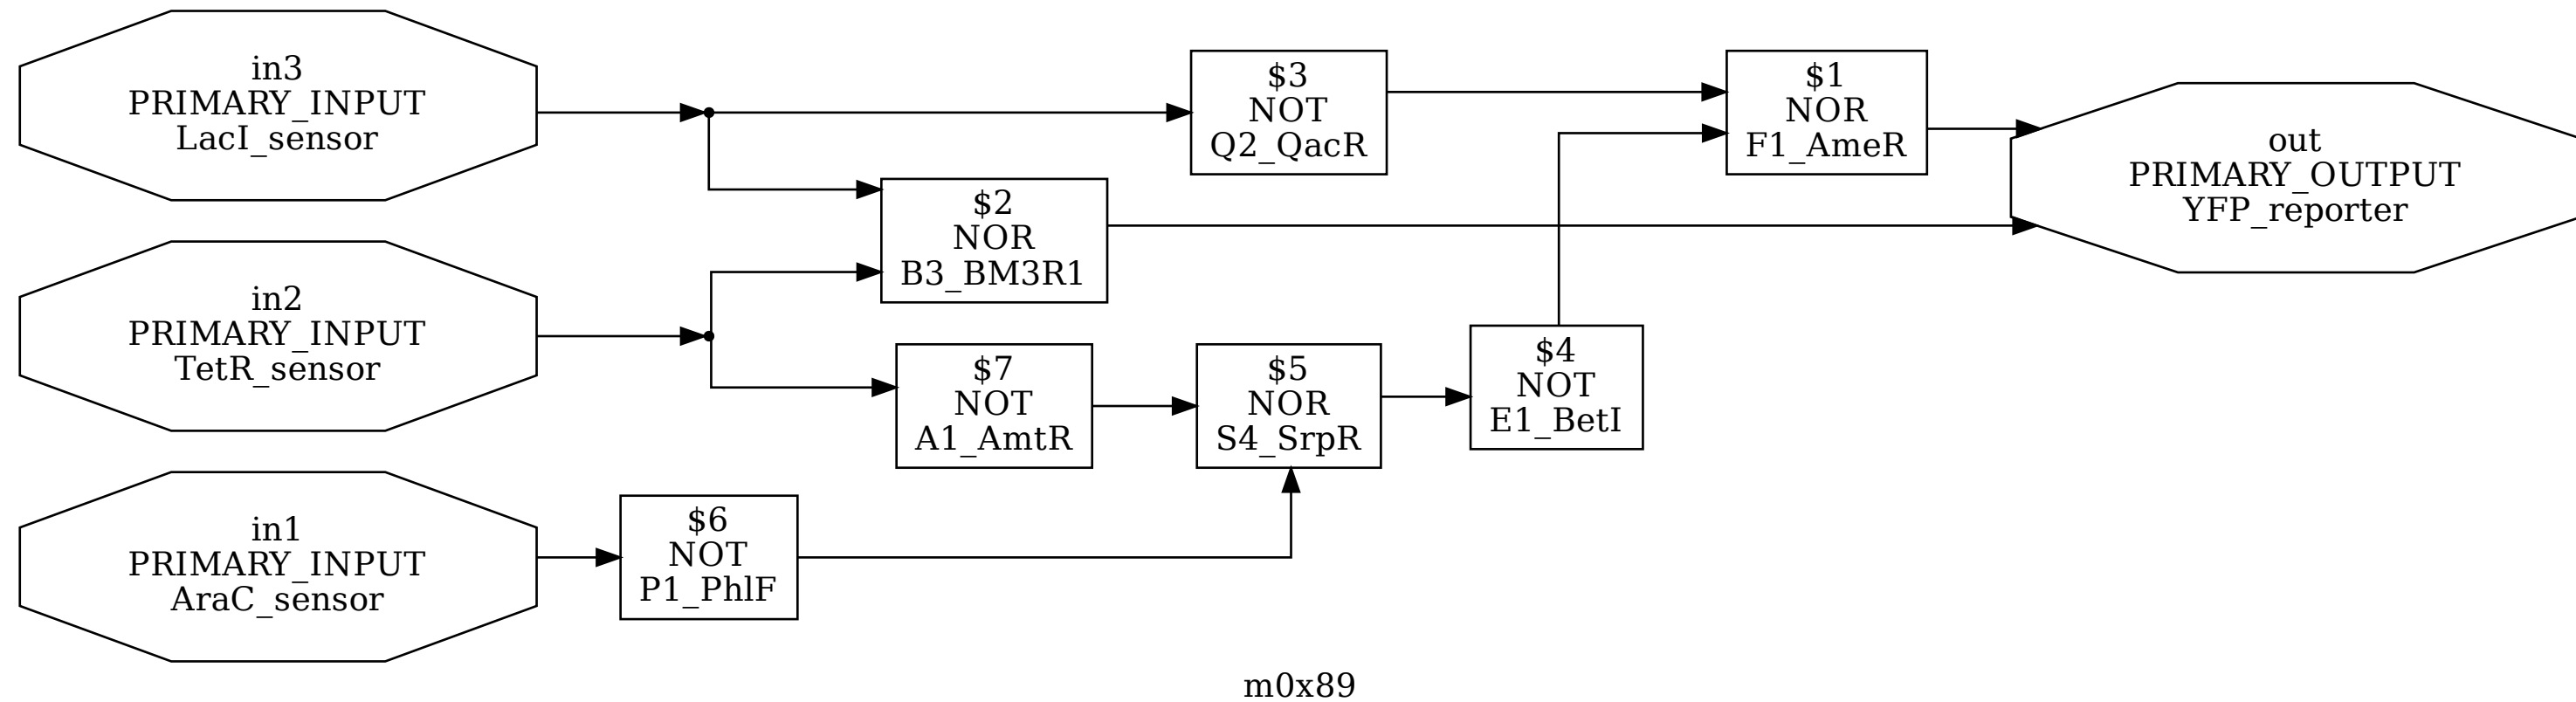 in3
PRIMARY_INPUT
LacI_sensor
$3
NOT
Q2_QacR
$1
NOR
F1_AmeR
out
PRIMARY_OUTPUT
YFP_reporter
$2
NOR
B3_BM3R1
in2
PRIMARY_INPUT
TetR_sensor
$7
NOT
A1_AmtR
$5
NOR
S4_SrpR
$4
NOT
E1_BetI
in1
PRIMARY_INPUT
AraC_sensor
$6
NOT
P1_PhlF
m0x89